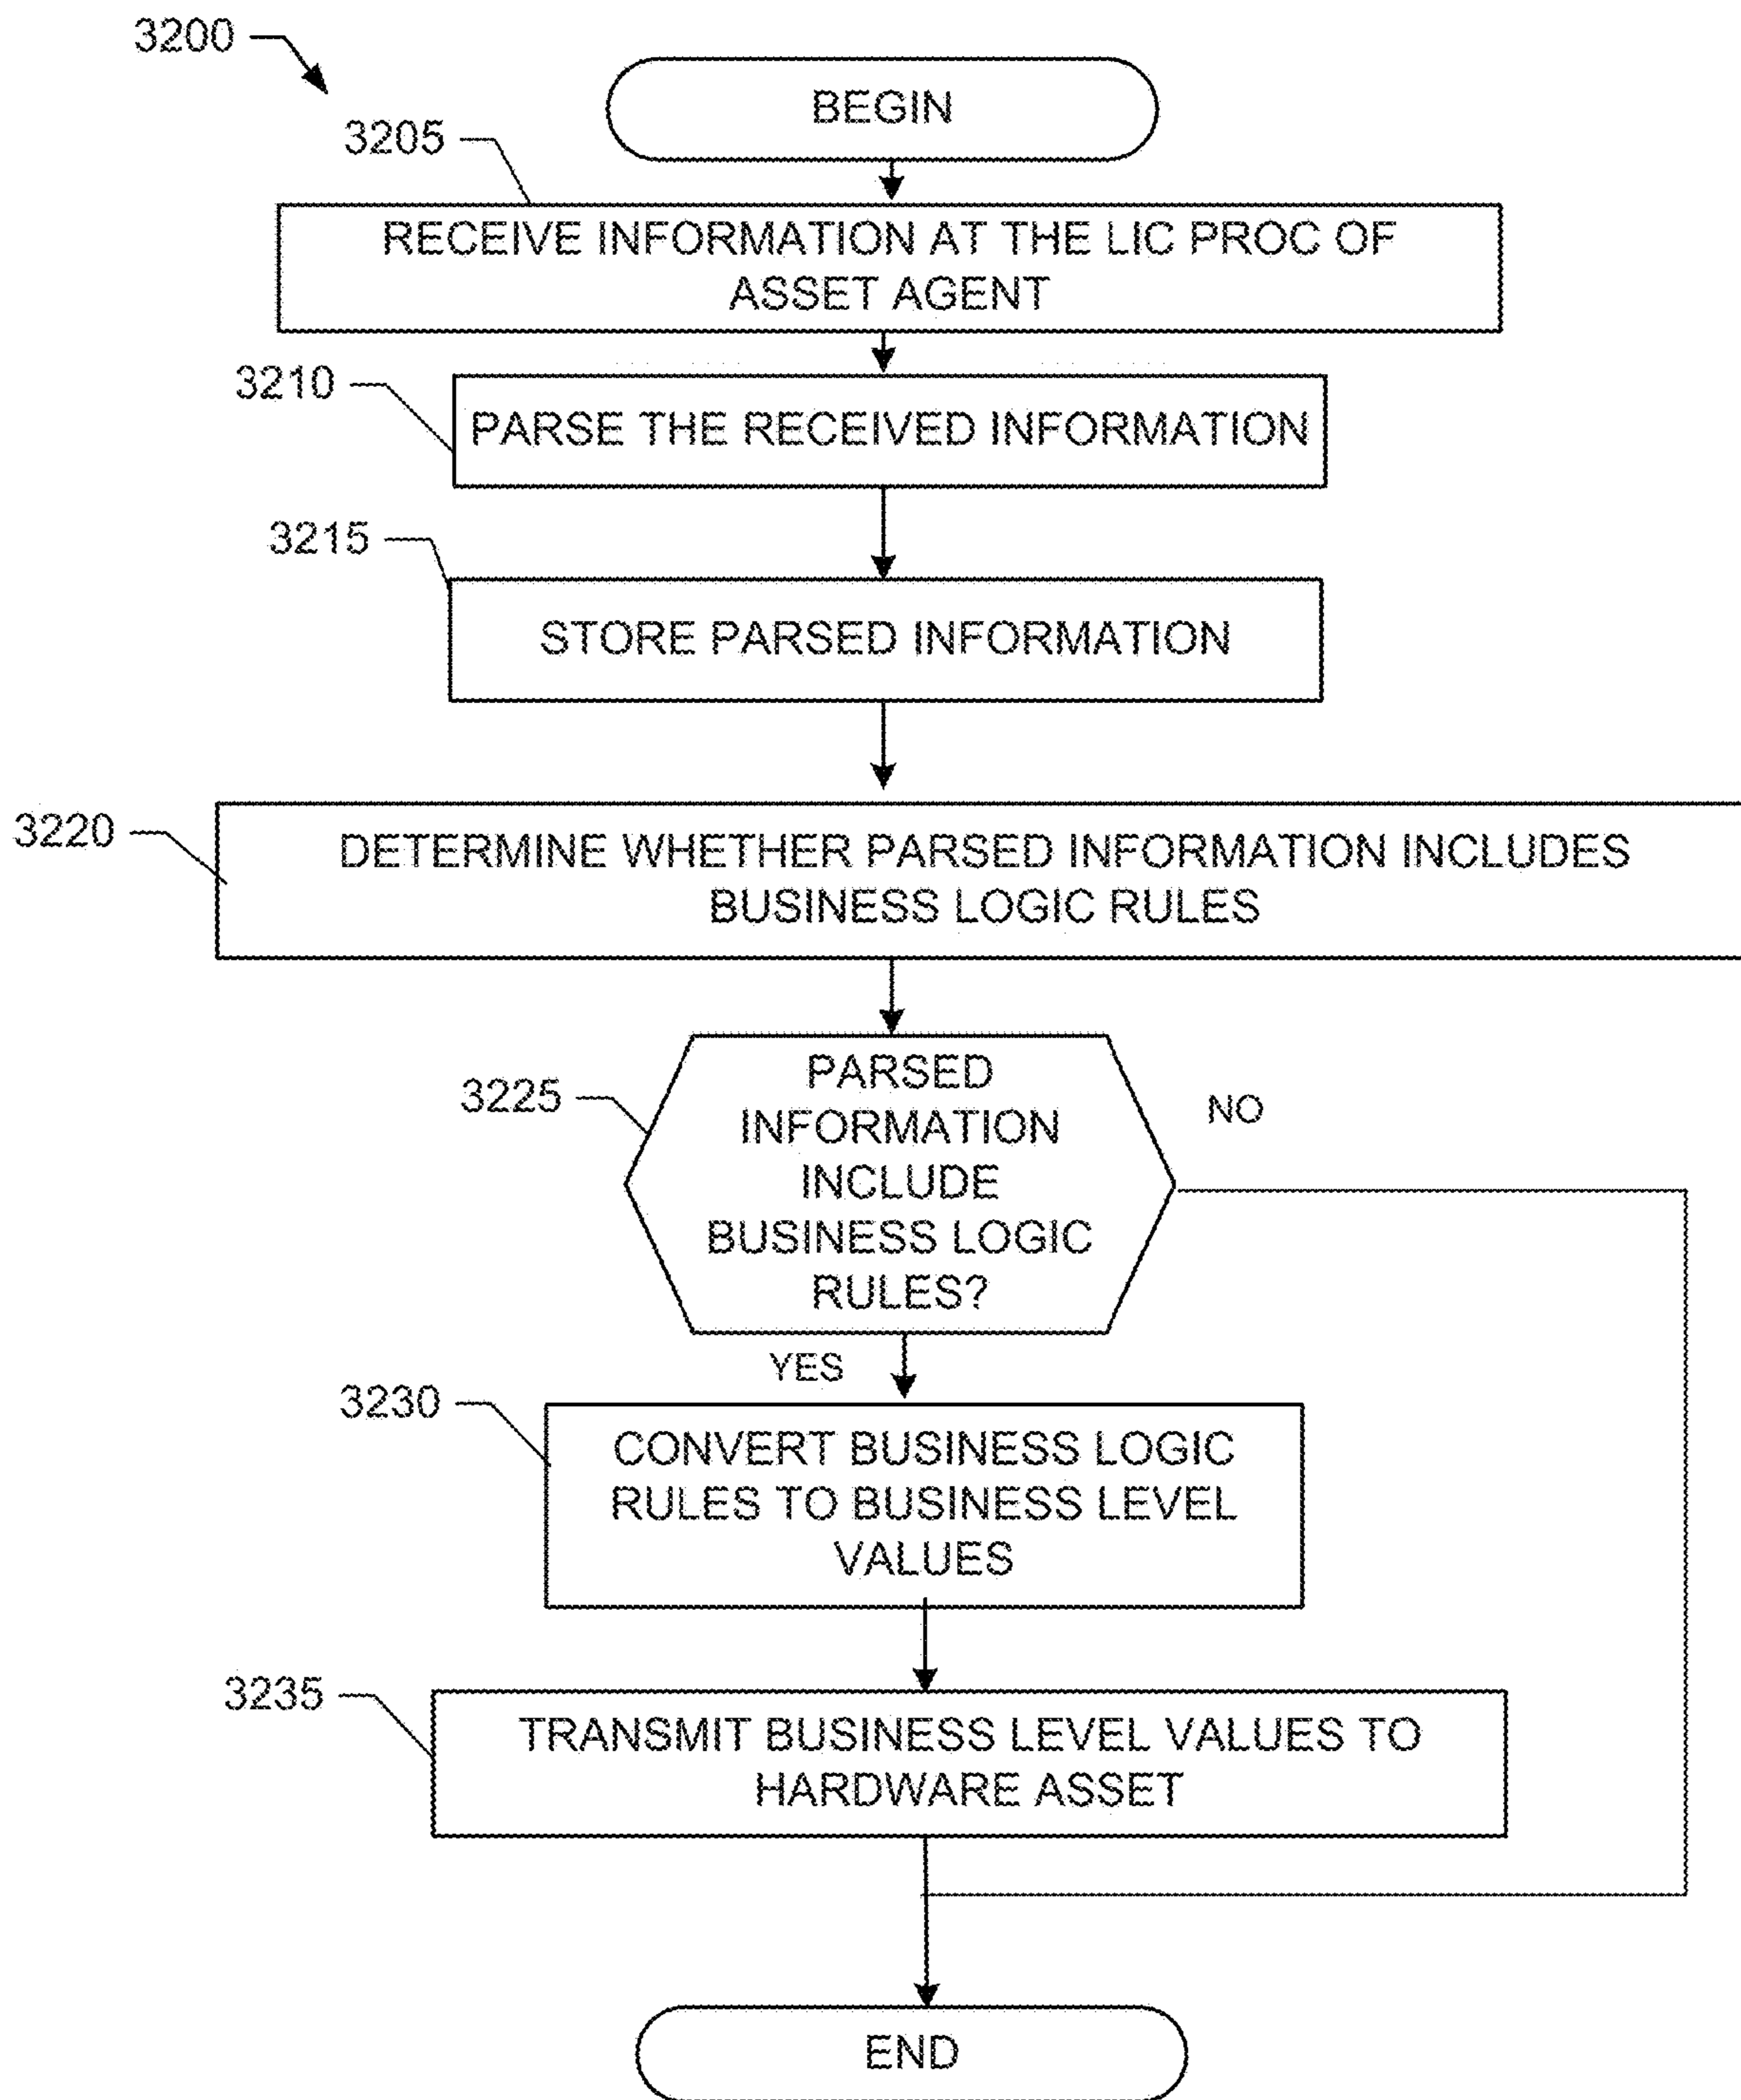 3200
BEGIN
3205
RECEIVE INFORMATION AT THE LIC PROC OF
ASSET AGENT
3210
PARSE THE RECEIVED INFORMATION
3215
STORE PARSED INFORMATION
3220
DETERMINE WHETHER PARSED INFORMATION INCLUDES
BUSINESS LOGIC RULES
3225
PARSED
INFORMATION
INCLUDE
BUSINESS LOGIC
RULES?
NO
YES
3230
CONVERT BUSINESS LOGIC
RULES TO BUSINESS LEVEL
VALUES
3235
TRANSMIT BUSINESS LEVEL VALUES TO
HARDWARE ASSET
END